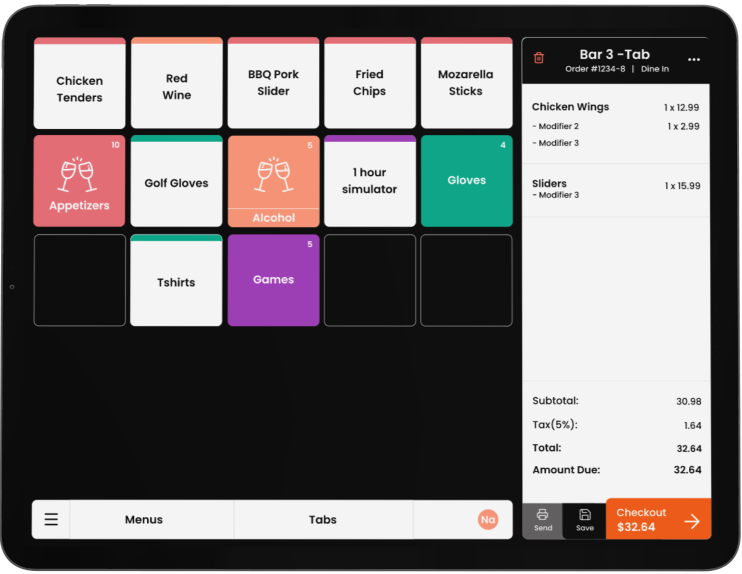 Chicken
Tenders
Red
Wine
BBQ Pork
Slider
Fried
Chips
Mozarella
Sticks
10
Appetizers
Golf Gloves
5
Alcohol
1 hour
simulator
4
Gloves
Tshirts
5
Games
Menus
Tabs
Na
Bar 3 -Tab
Order #1234-8 | Dine In
Chicken Wings 1 x 12.99
- Modifier 2 1 x 2.99
- Modifier 3
Sliders 1 x 15.99
- Modifier 3
Subtotal: 30.98
Tax(5%): 1.64
Total: 32.64
Amount Due: 32.64
Send
Save
Checkout
$32.64